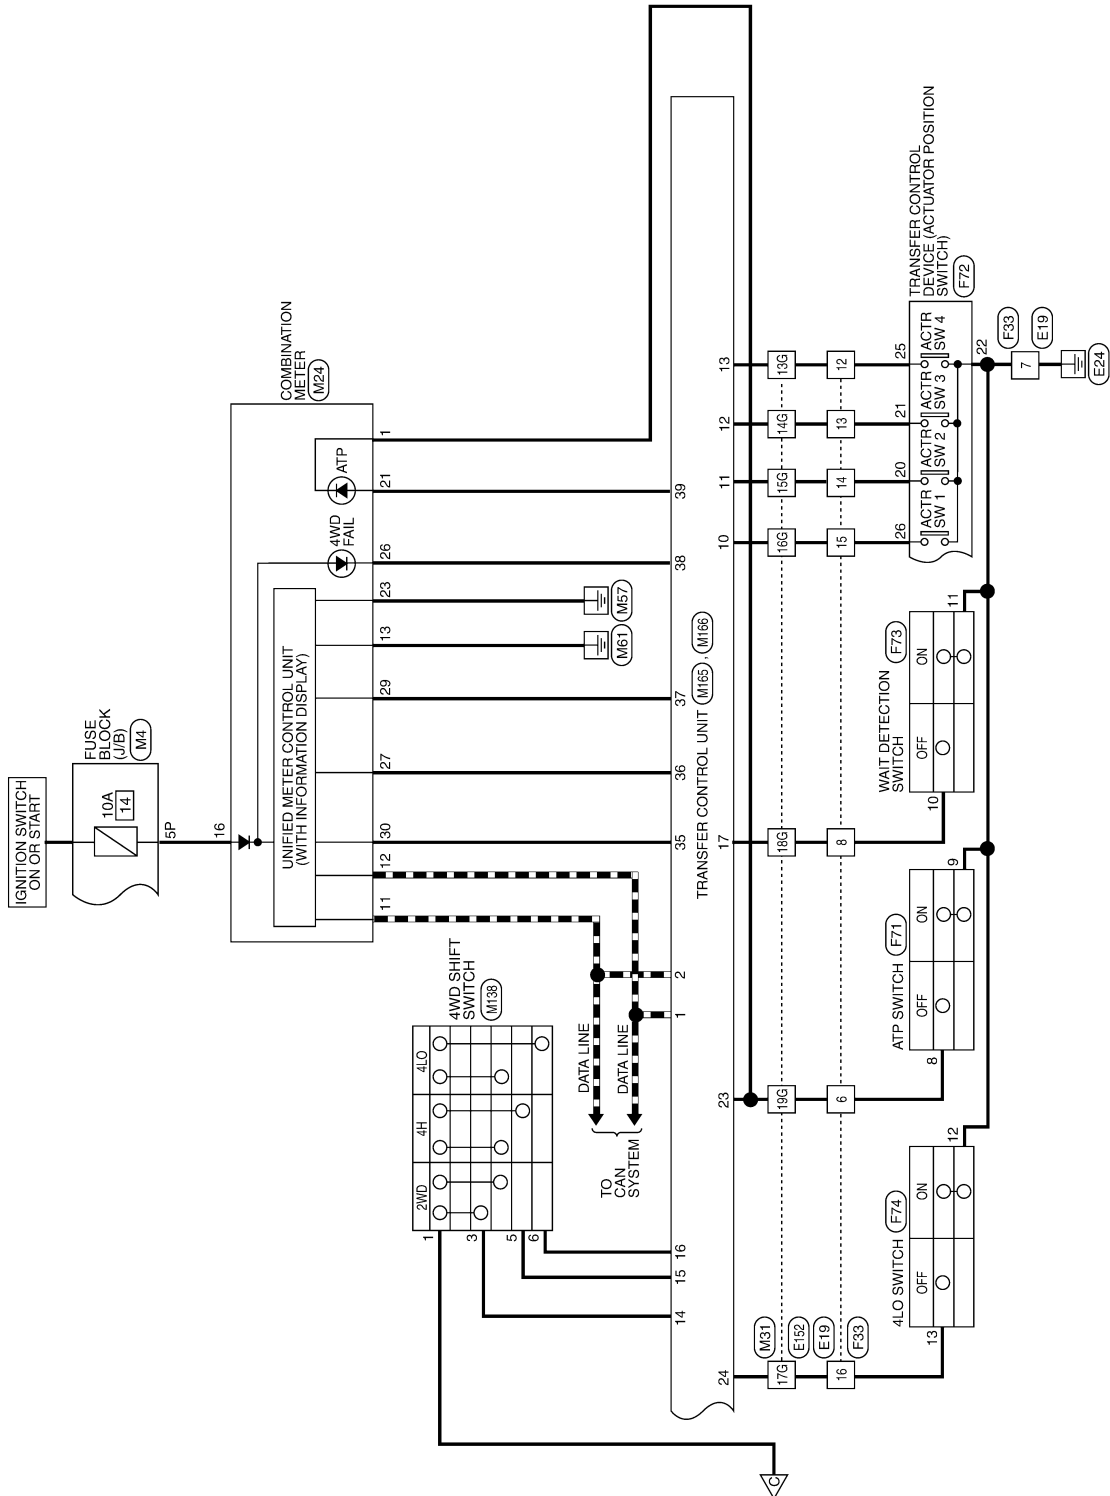 IGNITION SWITCH
ON OR START
FUSE
BLOCK
(J/B)
M4
10A
14
5P
16
COMBINATION
METER
M24
UNIFIED METER CONTROL UNIT
(WITH INFORMATION DISPLAY)
4WD
FAIL
ATP
11
12
30
27
29
13
23
26
21
1
M61
M57
4WD SHIFT
SWITCH
M138
2WD
4H
4LO
1
3
5
6
DATA LINE
DATA LINE
TO
CAN
SYSTEM
14
15
16
1
2
35
36
37
38
39
TRANSFER CONTROL UNIT
M165
,
M166
24
23
17
10
11
12
13
C
17G
19G
18G
16G
15G
14G
13G
M31
E152
E19
F33
16
6
8
15
14
13
12
13
8
10
26
20
21
25
4LO SWITCH
F74
OFF
ON
12
ATP SWITCH
F71
OFF
ON
9
WAIT DETECTION
SWITCH
F73
OFF
ON
11
ACTR
SW 1
ACTR
SW 2
ACTR
SW 3
ACTR
SW 4
TRANSFER CONTROL
DEVICE (ACTUATOR POSITION
SWITCH)
F72
22
7
F33
E19
E24